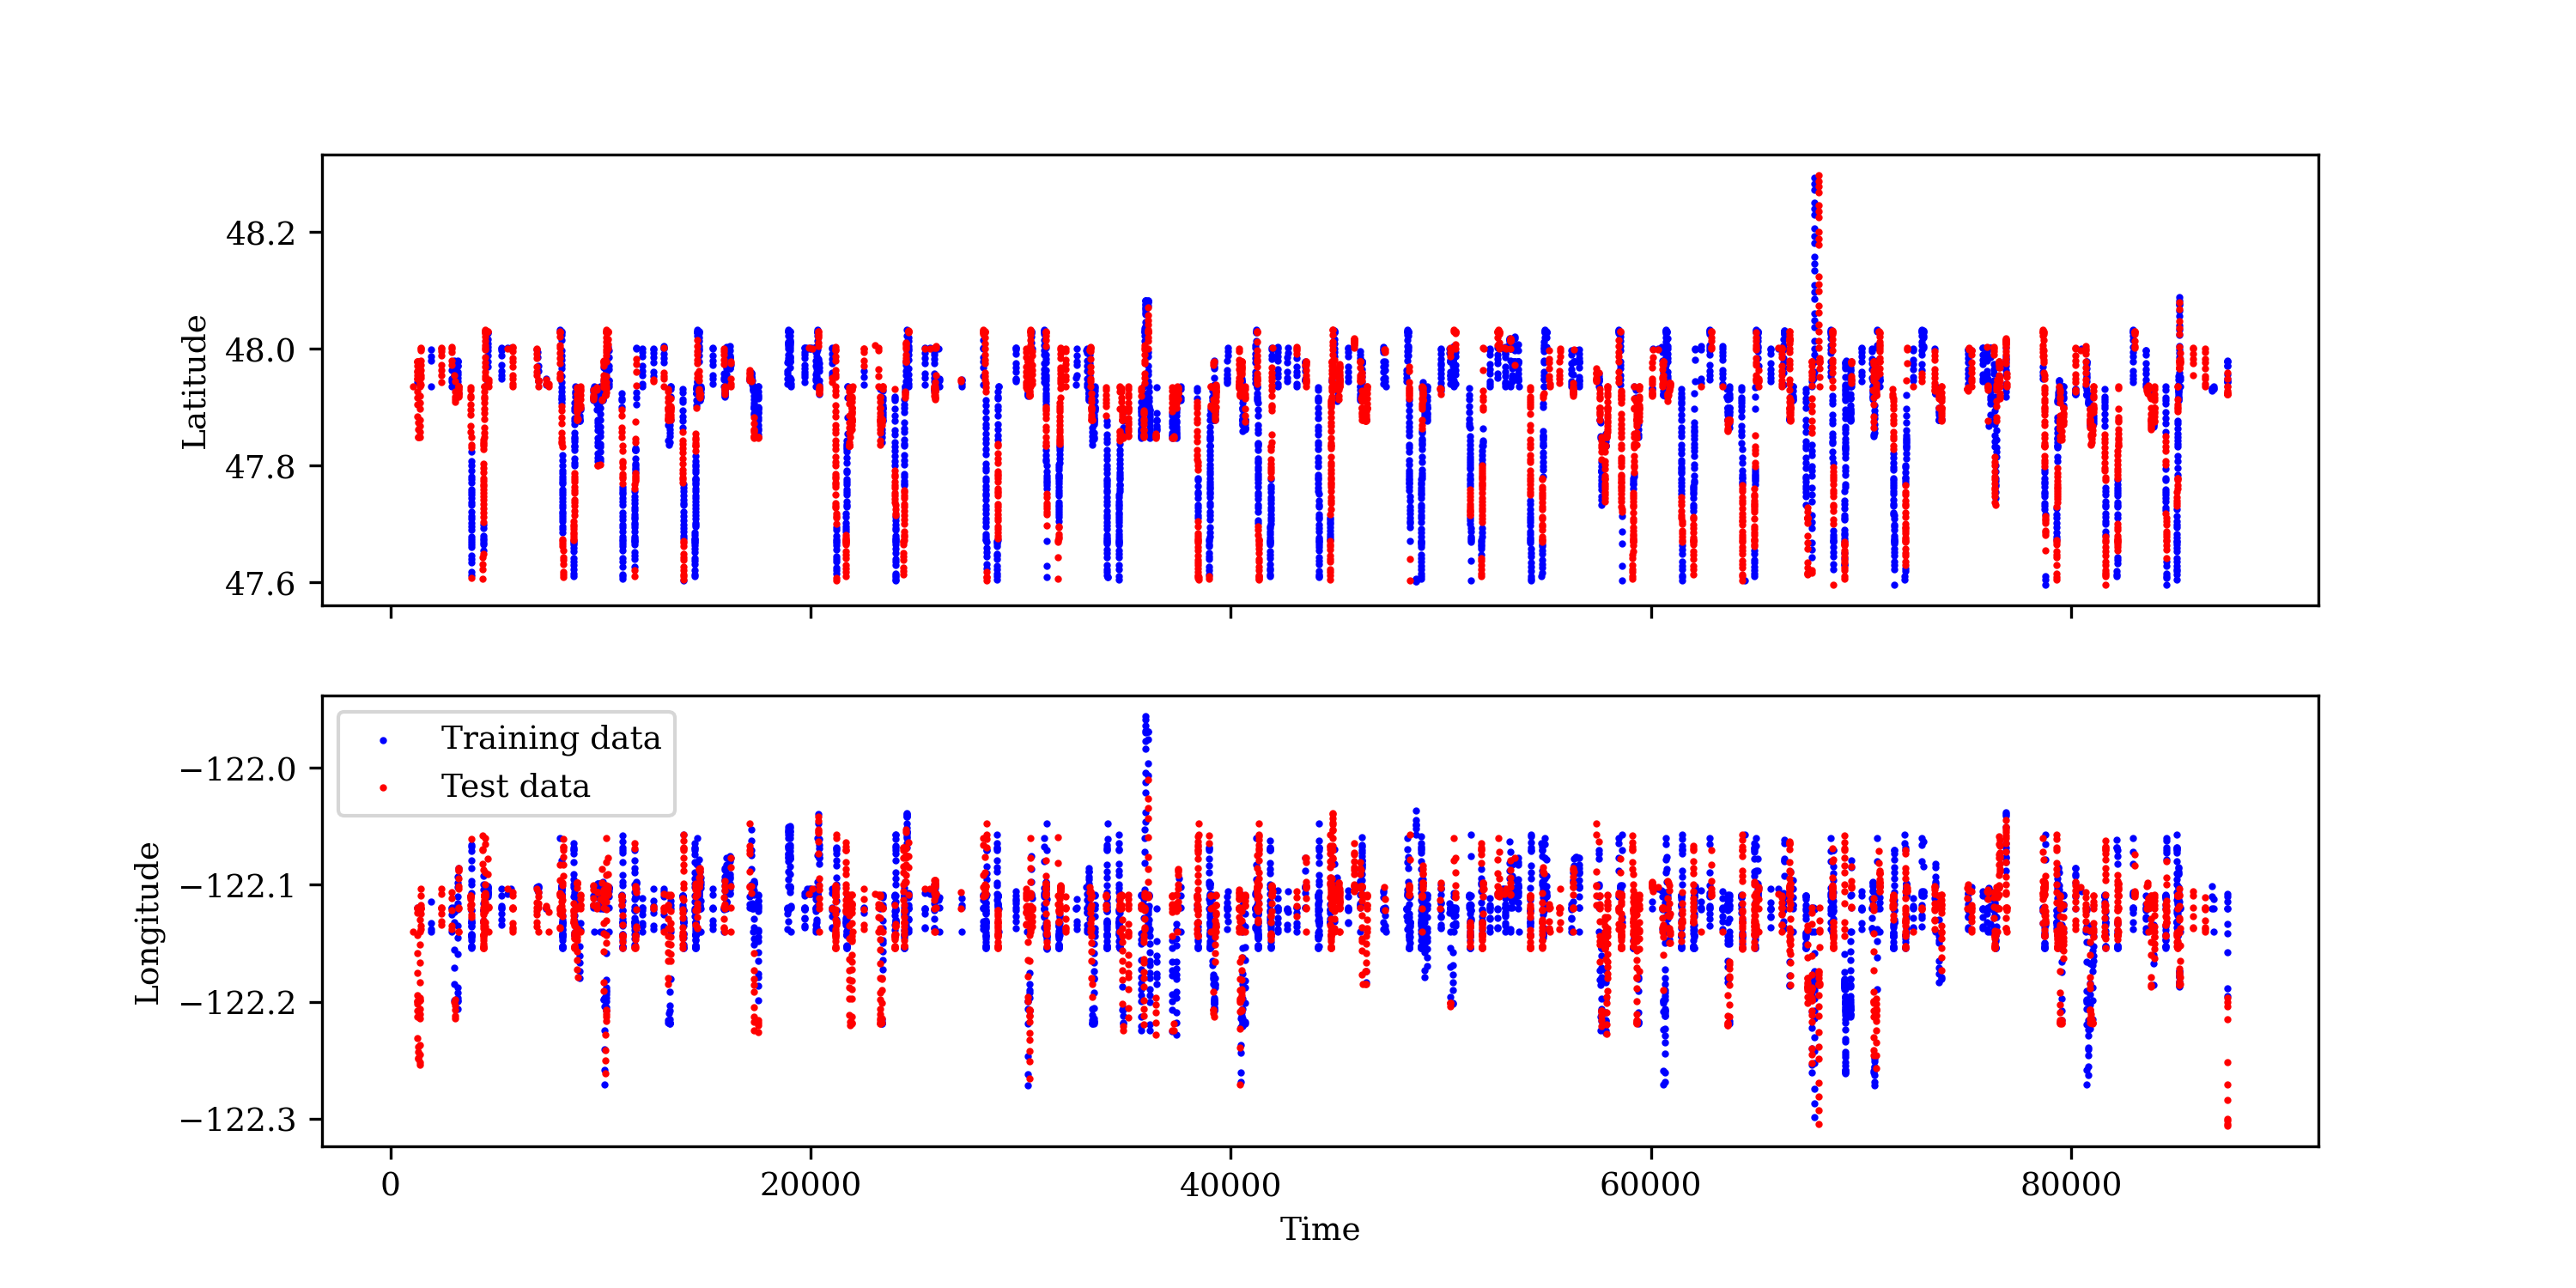 48.2
48.0
Latitude
47.8
47.6
Training data
Test data
−122.0
−122.1
Longitude
−122.2
−122.3
0 20000 40000 60000 80000
Time